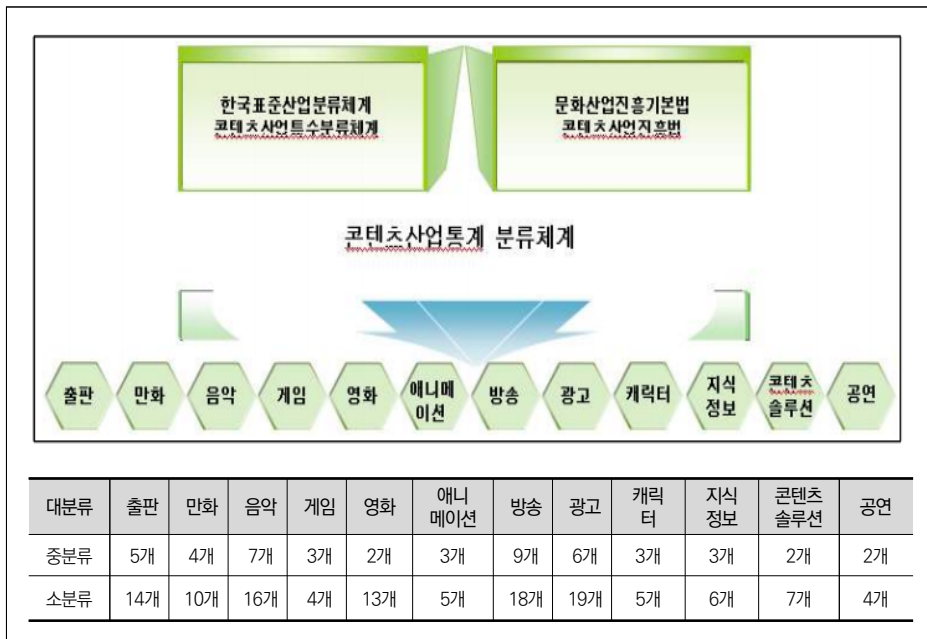 한국표준산업분류체계
콘테츠사업특수분류체계
문화산업진흥기본법
콘테츠사업진흥법
콘텐츠산업통계 분류체계
출판 만화 음악 게임 영화 애니메이션 방송 광고 캐릭터 지식정보 콘테츠솔루션 공연
대분류 출판 만화 음악 게임 영화 애니메이션 방송 광고 캐릭터 지식정보 콘텐츠솔루션 공연
중분류 5개 4개 7개 3개 2개 3개 9개 6개 3개 3개 2개 2개
소분류 14개 10개 16개 4개 13개 5개 18개 19개 5개 6개 7개 4개